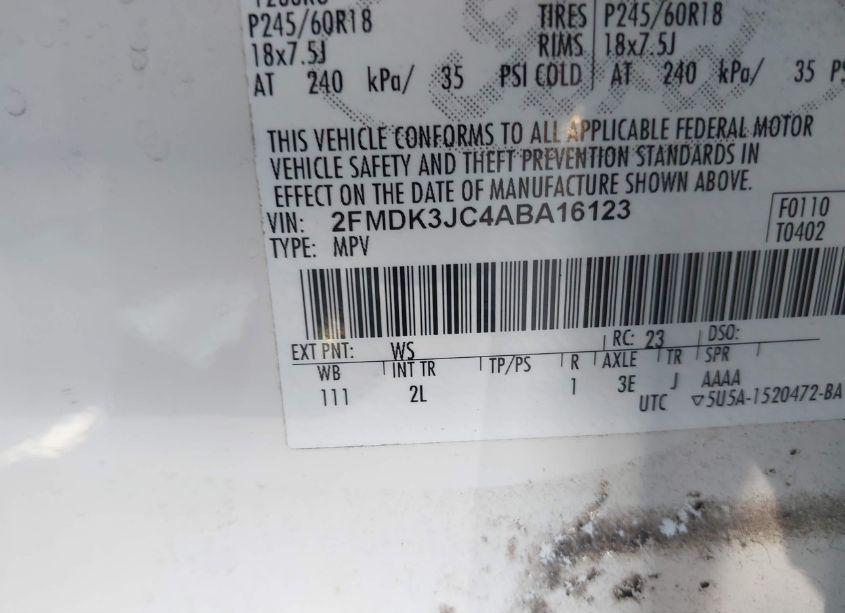 P245/60R18 TIRES P245/60R18
18x7.5J RIMS 18x7.5J
AT 240 kPa/ 35 PSI COLD AT 240 kPa/ 35
THIS VEHICLE CONFORMS TO ALL APPLICABLE FEDERAL MOTOR
VEHICLE SAFETY AND THEFT PREVENTION STANDARDS IN
EFFECT ON THE DATE OF MANUFACTURE SHOWN ABOVE.
VIN: 2FMDK3JC4ABA16123 F0110
TYPE: MPV T0402
EXT PNT: WS RC: 23 DSO:
WB INT TR TP/PS R AXLE TR SPR
111 2L 1 3E J AAAA
UTC ▽5U5A-1520472-BA